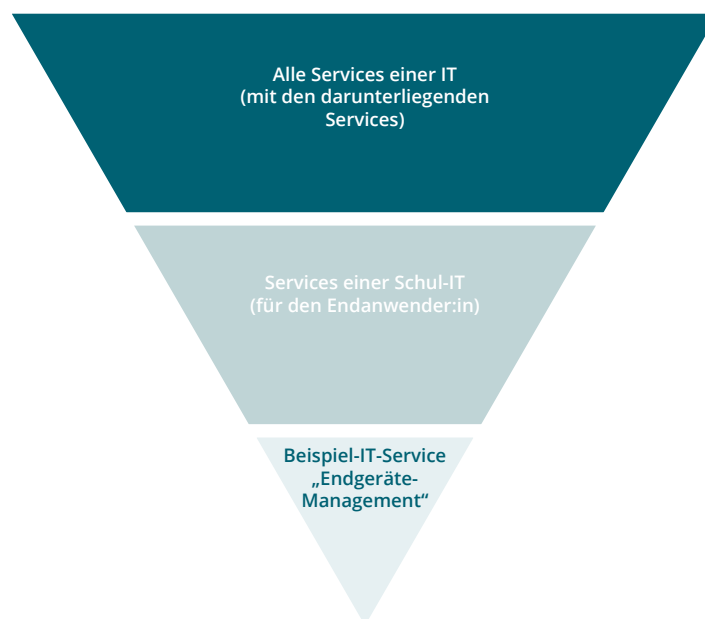 Alle Services einer IT
(mit den darunterliegenden
Services)
Services einer Schul-IT
(für den Endanwender:in)
Beispiel-IT-Service
„Endgeräte-
Management“